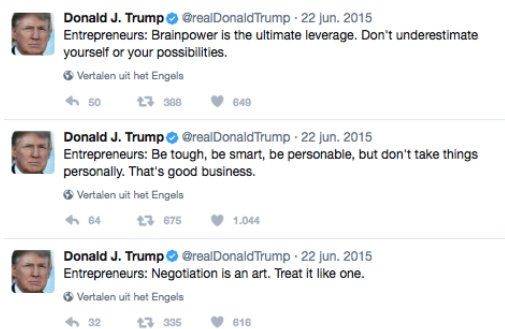 Donald J. Trump @realDonaldTrump · 22 jun. 2015
Entrepreneurs: Brainpower is the ultimate leverage. Don't underestimate
yourself or your possibilities.
Vertalen uit het Engels
50 388 649
Donald J. Trump @realDonaldTrump · 22 jun. 2015
Entrepreneurs: Be tough, be smart, be personable, but don't take things
personally. That's good business.
Vertalen uit het Engels
64 675 1.044
Donald J. Trump @realDonaldTrump · 22 jun. 2015
Entrepreneurs: Negotiation is an art. Treat it like one.
Vertalen uit het Engels
32 335 616